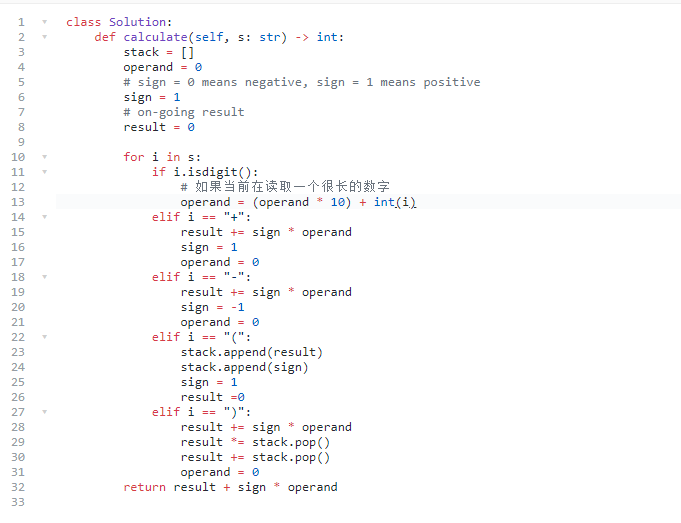 1 class Solution:
2     def calculate(self, s: str) -> int:
3         stack = []
4         operand = 0
5         # sign = 0 means negative, sign = 1 means positive
6         sign = 1
7         # on-going result
8         result = 0
9
10         for i in s:
11             if i.isdigit():
12                 # 如果当前在读取一个很长的数字
13                 operand = (operand * 10) + int(i)
14             elif i == "+":
15                 result += sign * operand
16                 sign = 1
17                 operand = 0
18             elif i == "-":
19                 result += sign * operand
20                 sign = -1
21                 operand = 0
22             elif i == "(":
23                 stack.append(result)
24                 stack.append(sign)
25                 sign = 1
26                 result =0
27             elif i == ")":
28                 result += sign * operand
29                 result *= stack.pop()
30                 result += stack.pop()
31                 operand = 0
32         return result + sign * operand
33